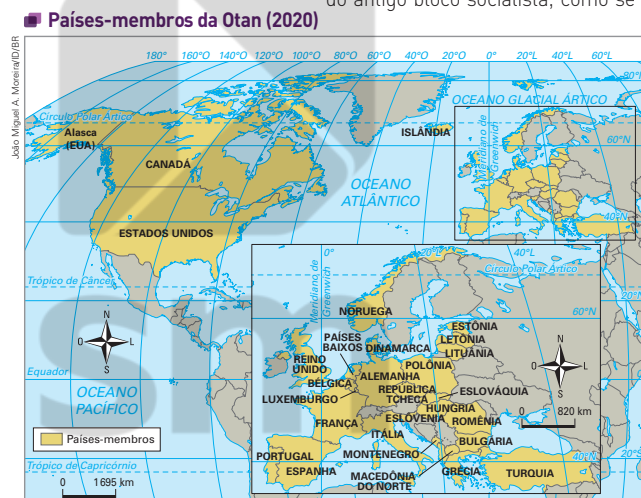 do antigo bloco socialista, como se
Países-membros da Otan (2020)
João Miguel A. Moreira/ID/BR
180°
160°O
140°O
120°O
100°O
80°O
60°O
40°O
20°O
0°
20°L
40°L
60°L
80°
OCEANO GLACIAL ÁRTICO
Círculo Polar Ártico
Alasca
(EUA)
ISLÂNDIA
Meridiano de
Greenwich
60°N
CANADÁ
OCEANO
ATLÂNTICO
40°N
ESTADOS UNIDOS
0°
20°L
40°L
Meridiano de
Greenwich
Círculo Polar Ártico
Trópico de Câncer
20°N
NORUEGA
60°N
ESTÔNIA
LETÔNIA
LITUÂNIA
PAÍSES
BAIXOS
DINAMARCA
N
O
L
S
REINO
UNIDO
POLÔNIA
N
O
L
S
Equador
0°
ALEMANHA
BÉLGICA
REPÚBLICA
TCHECA
ESLOVÁQUIA
OCEANO
PACÍFICO
LUXEMBURGO
HUNGRIA
0
820 km
FRANÇA
ESLOVÊNIA
ROMÊNIA
Países-membros
ITÁLIA
BULGÁRIA
PORTUGAL
MONTENEGRO
40°N
Trópico de Capricórnio
20°S
ESPANHA
MACEDÔNIA
DO NORTE
GRÉCIA
TURQUIA
0
1695 km
sm